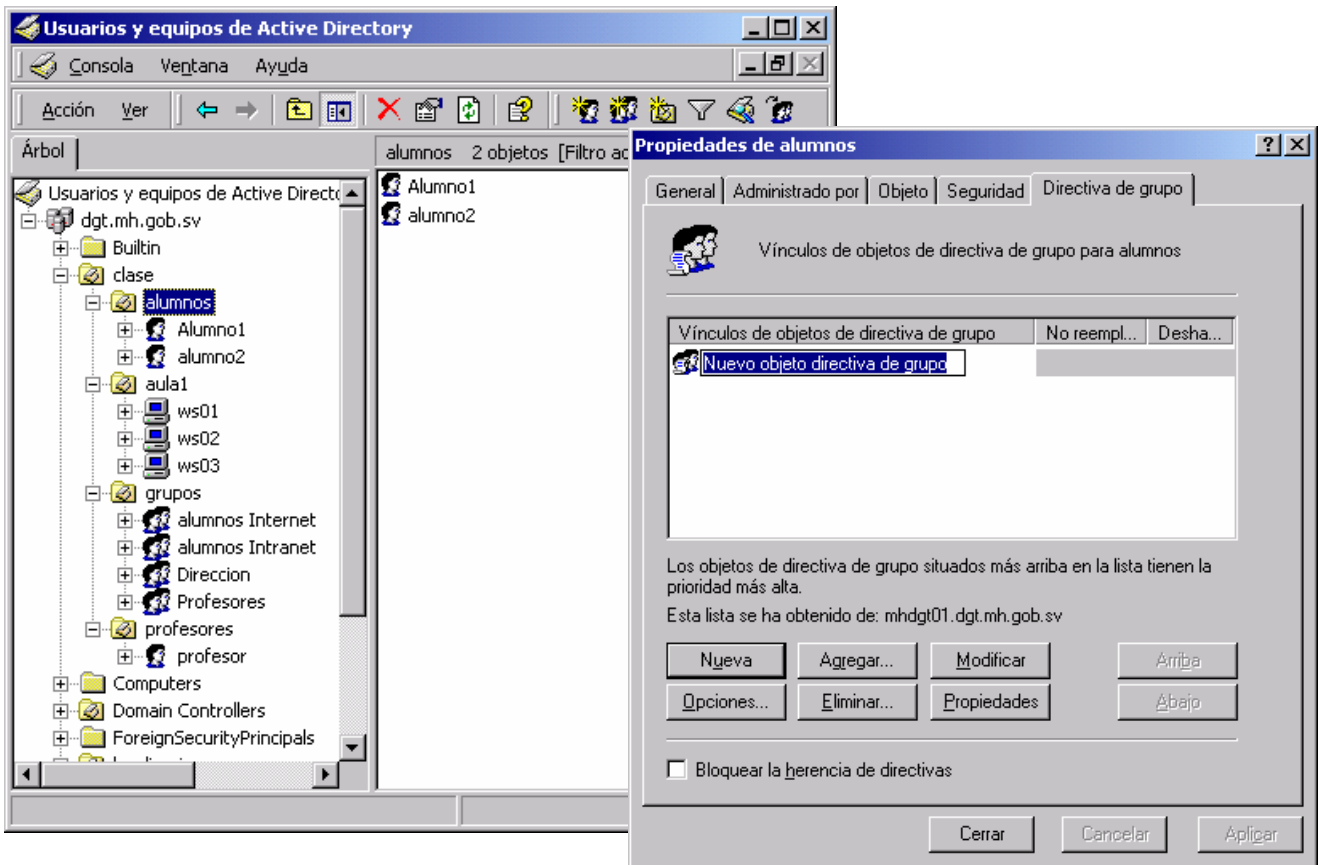 Usuarios y equipos de Active Directory
Consola Ventana Ayuda
Acción Ver
Árbol
alumnos 2 objetos [Filtro ac
Usuarios y equipos de Active Directo
dgt.mh.gob.sv
Builtin
clase
alumnos
Alumno1
alumno2
aula1
ws01
ws02
ws03
grupos
alumnos Internet
alumnos Intranet
Direccion
Profesores
profesores
profesor
Computers
Domain Controllers
ForeignSecurityPrincipals
Alumno1
alumno2
Propiedades de alumnos
General Administrado por Objeto Seguridad Directiva de grupo
Vínculos de objetos de directiva de grupo para alumnos
Vínculos de objetos de directiva de grupo No reempl... Desha...
Nuevo objeto directiva de grupo
Los objetos de directiva de grupo situados más arriba en la lista tienen la
prioridad más alta.
Esta lista se ha obtenido de: mhdgt01.dgt.mh.gob.sv
Nueva Agregar... Modificar Arriba
Opciones... Eliminar... Propiedades Abajo
Bloquear la herencia de directivas
Cerrar Cancelar Aplicar